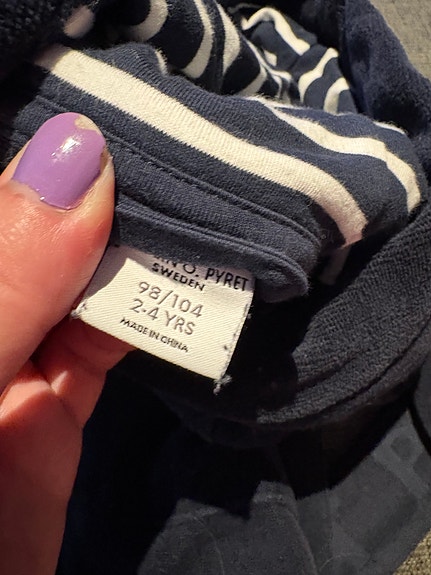 O. PYRET
SWEDEN
98/104
2-4 YRS
MADE IN CHINA